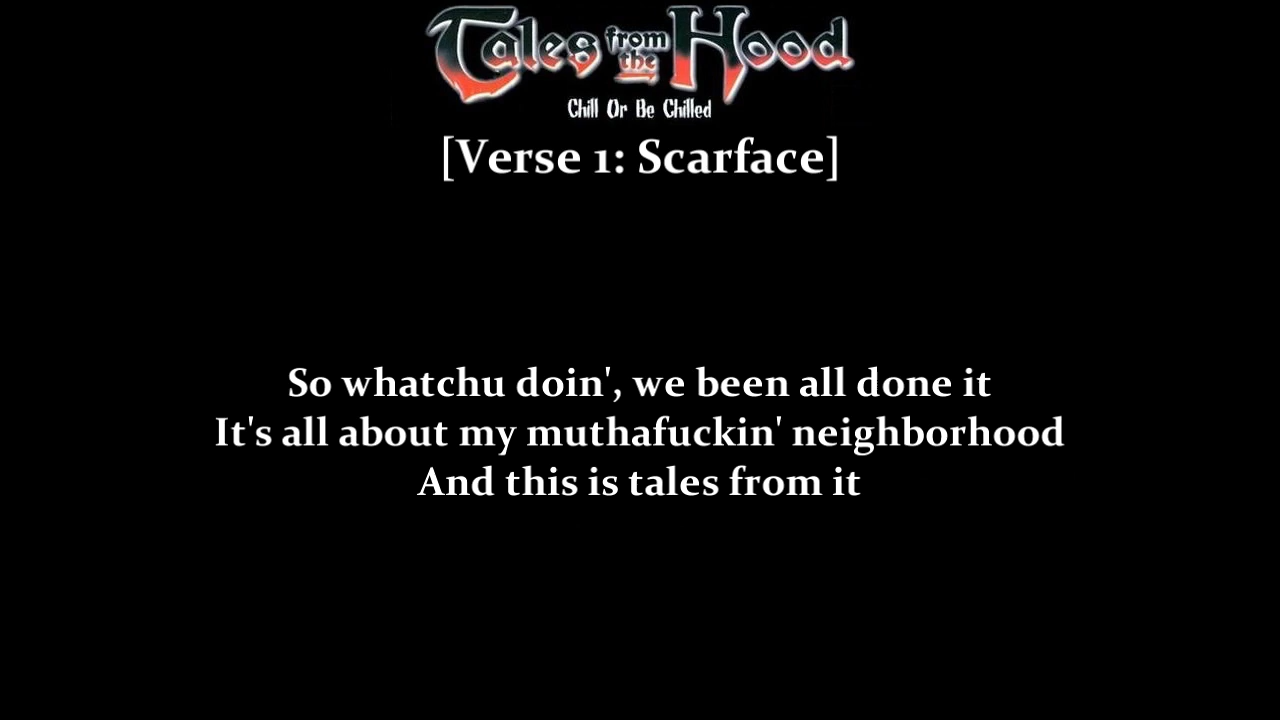 Tales from the Hood
Chill Or Be Chilled
[Verse 1: Scarface]
So whatchu doin', we been all done it
It's all about my muthafuckin' neighborhood
And this is tales from it